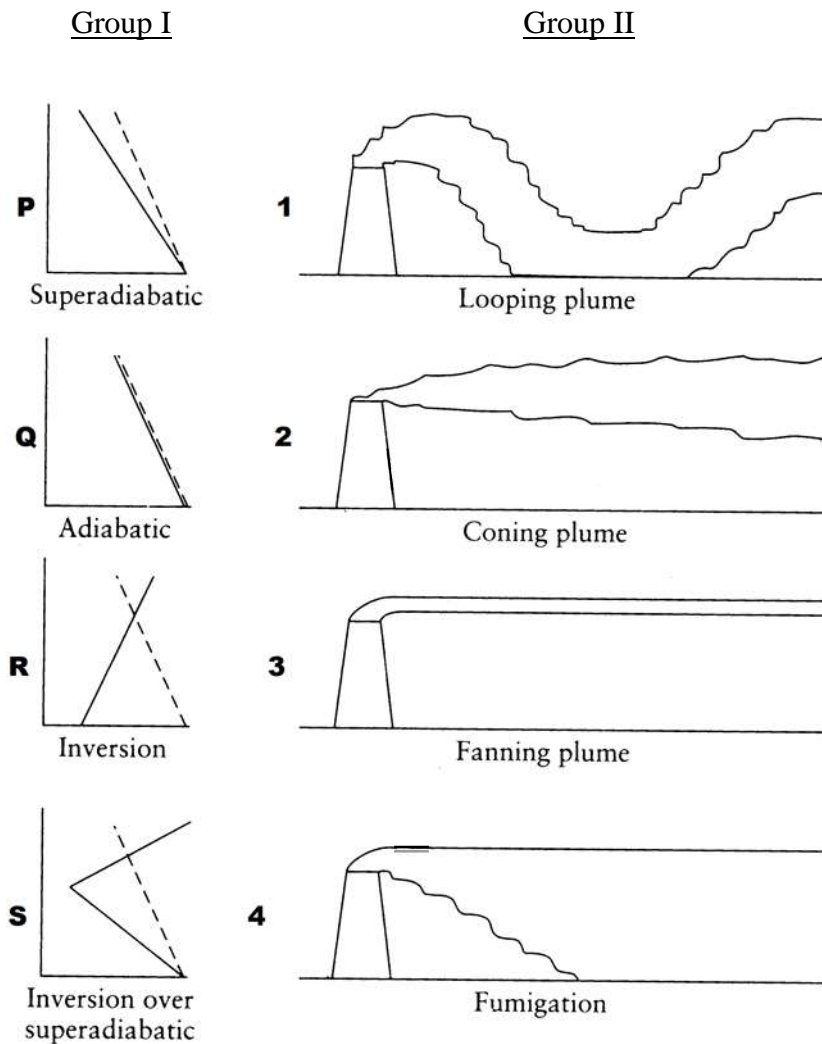 Group I
Group II
P
Superadiabatic
1
Looping plume
Q
Adiabatic
2
Coning plume
R
Inversion
3
Fanning plume
S
Inversion over
superadiabatic
4
Fumigation